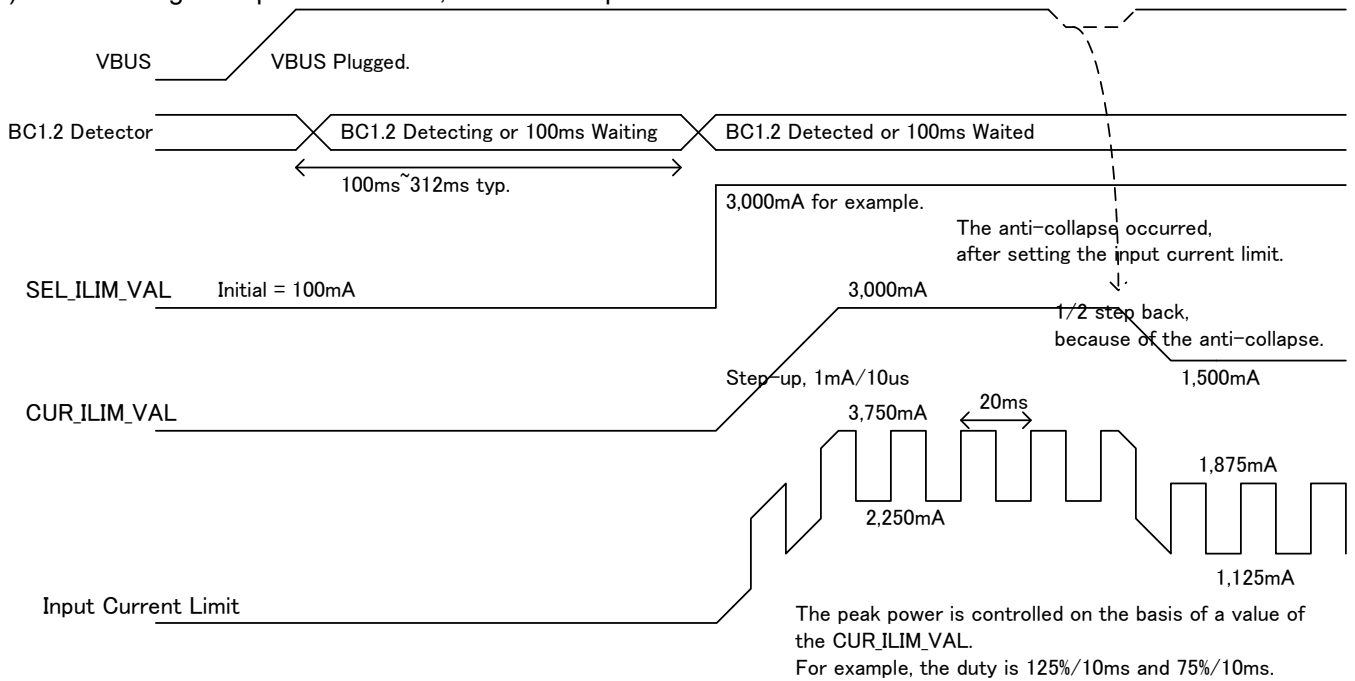 VBUS
VBUS Plugged.
BC1.2 Detector
BC1.2 Detecting or 100ms Waiting
BC1.2 Detected or 100ms Waited
100ms~312ms typ.
3,000mA for example.
The anti-collapse occurred,
after setting the input current limit.
SEL_ILIM_VAL
Initial = 100mA
3,000mA
1/2 step back,
because of the anti-collapse.
Step-up, 1mA/10us
1,500mA
CUR_ILIM_VAL
3,750mA
20ms
1,875mA
2,250mA
1,125mA
Input Current Limit
The peak power is controlled on the basis of a value of
the CUR_ILIM_VAL.
For example, the duty is 125%/10ms and 75%/10ms.